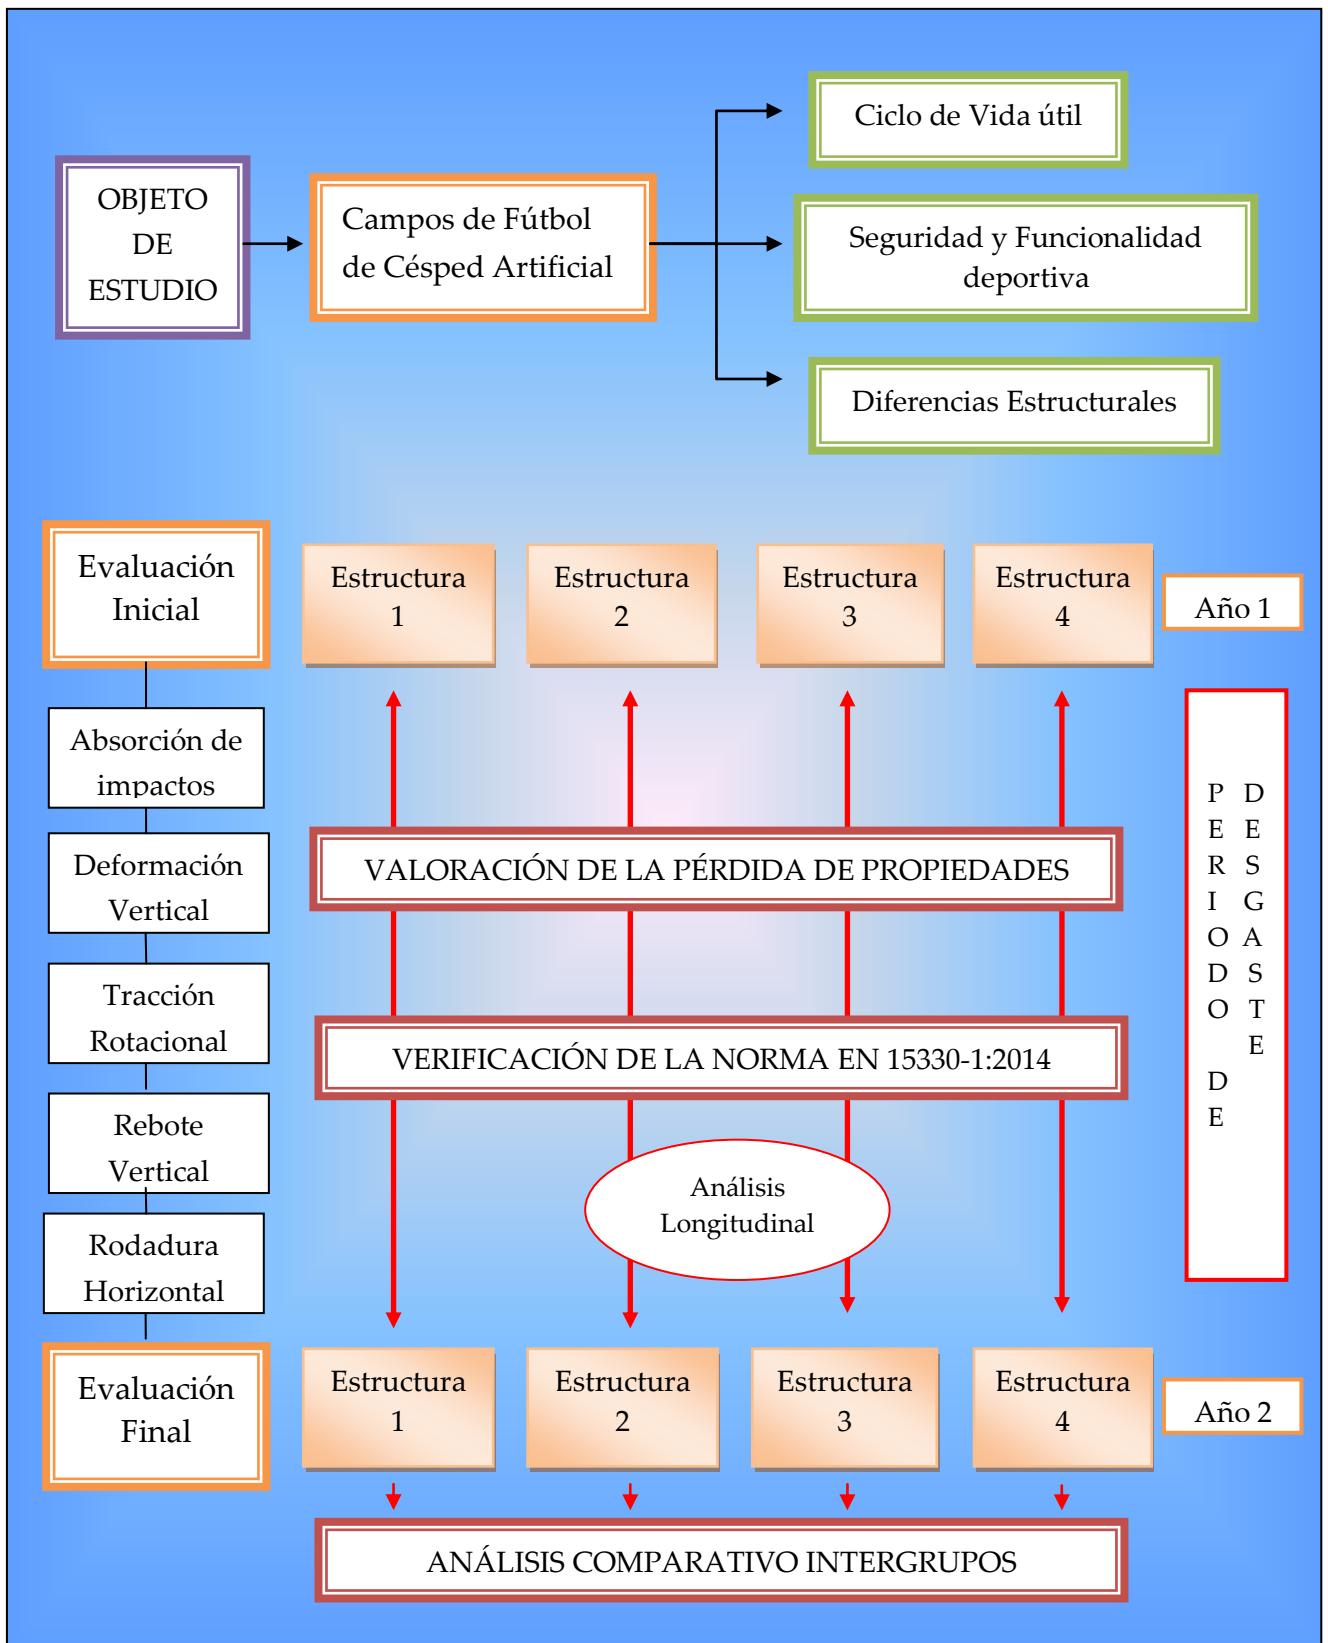 OBJETO
DE
ESTUDIO
Campos de Fútbol
de Césped Artificial
Ciclo de Vida útil
Seguridad y Funcionalidad
deportiva
Diferencias Estructurales
Evaluación
Inicial
Estructura
1
Estructura
2
Estructura
3
Estructura
4
Año 1
Absorción de
impactos
Deformación
Vertical
Tracción
Rotacional
Rebote
Vertical
Rodadura
Horizontal
VALORACIÓN DE LA PÉRDIDA DE PROPIEDADES
VERIFICACIÓN DE LA NORMA EN 15330-1:2014
Análisis
Longitudinal
PERIODO DE
DESGASTE
Evaluación
Final
Estructura
1
Estructura
2
Estructura
3
Estructura
4
Año 2
ANÁLISIS COMPARATIVO INTERGRUPOS